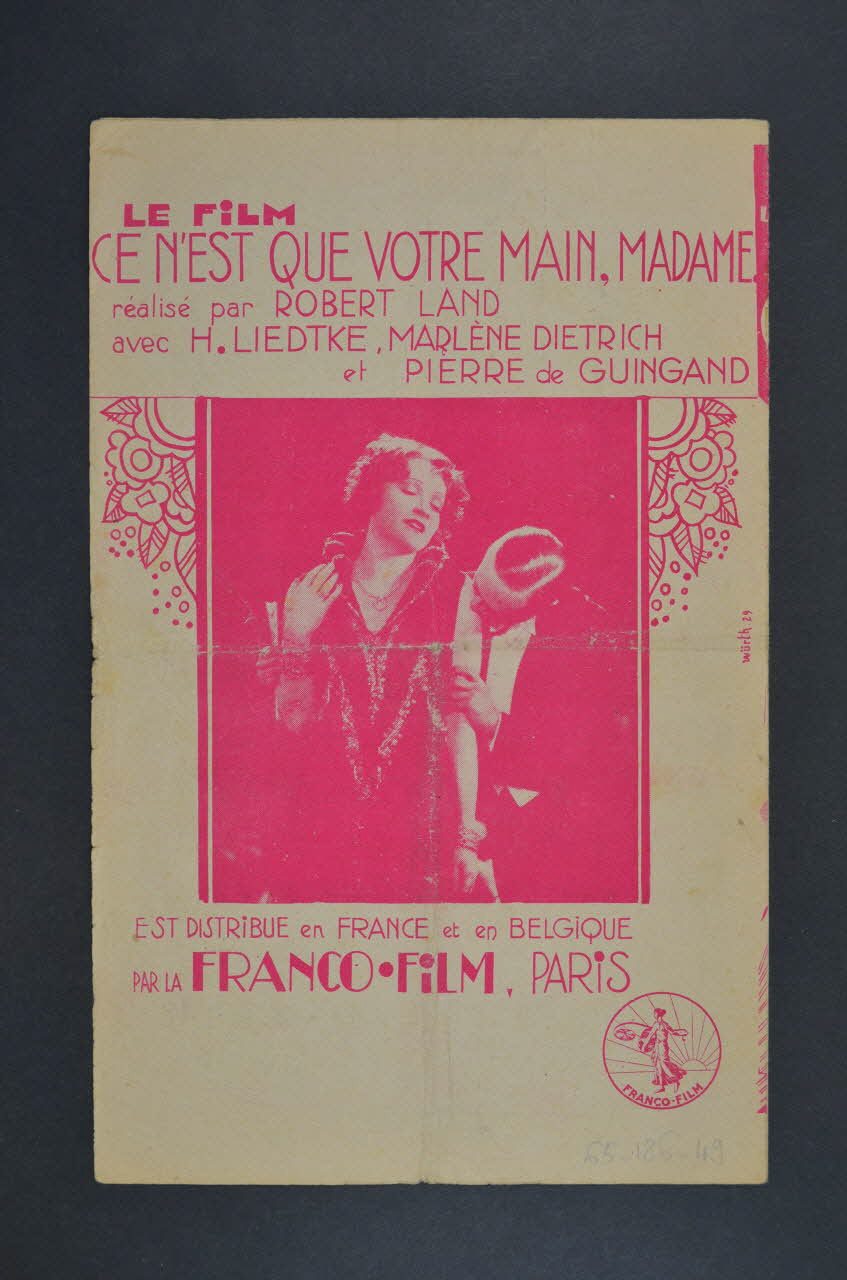 LE FiLM
CE N'EST QUE VOTRE MAIN, MADAME.
réalisé par ROBERT LAND
avec H. LIEDTKE, MARLÈNE DIETRICH
et PIERRE de GUINGAND
würth.29
EST DISTRiBUE en FRANCE et en BELGiQUE
PAR LA FRANCO•FiLM, PARiS
FRANCO-FILM
55-186-49